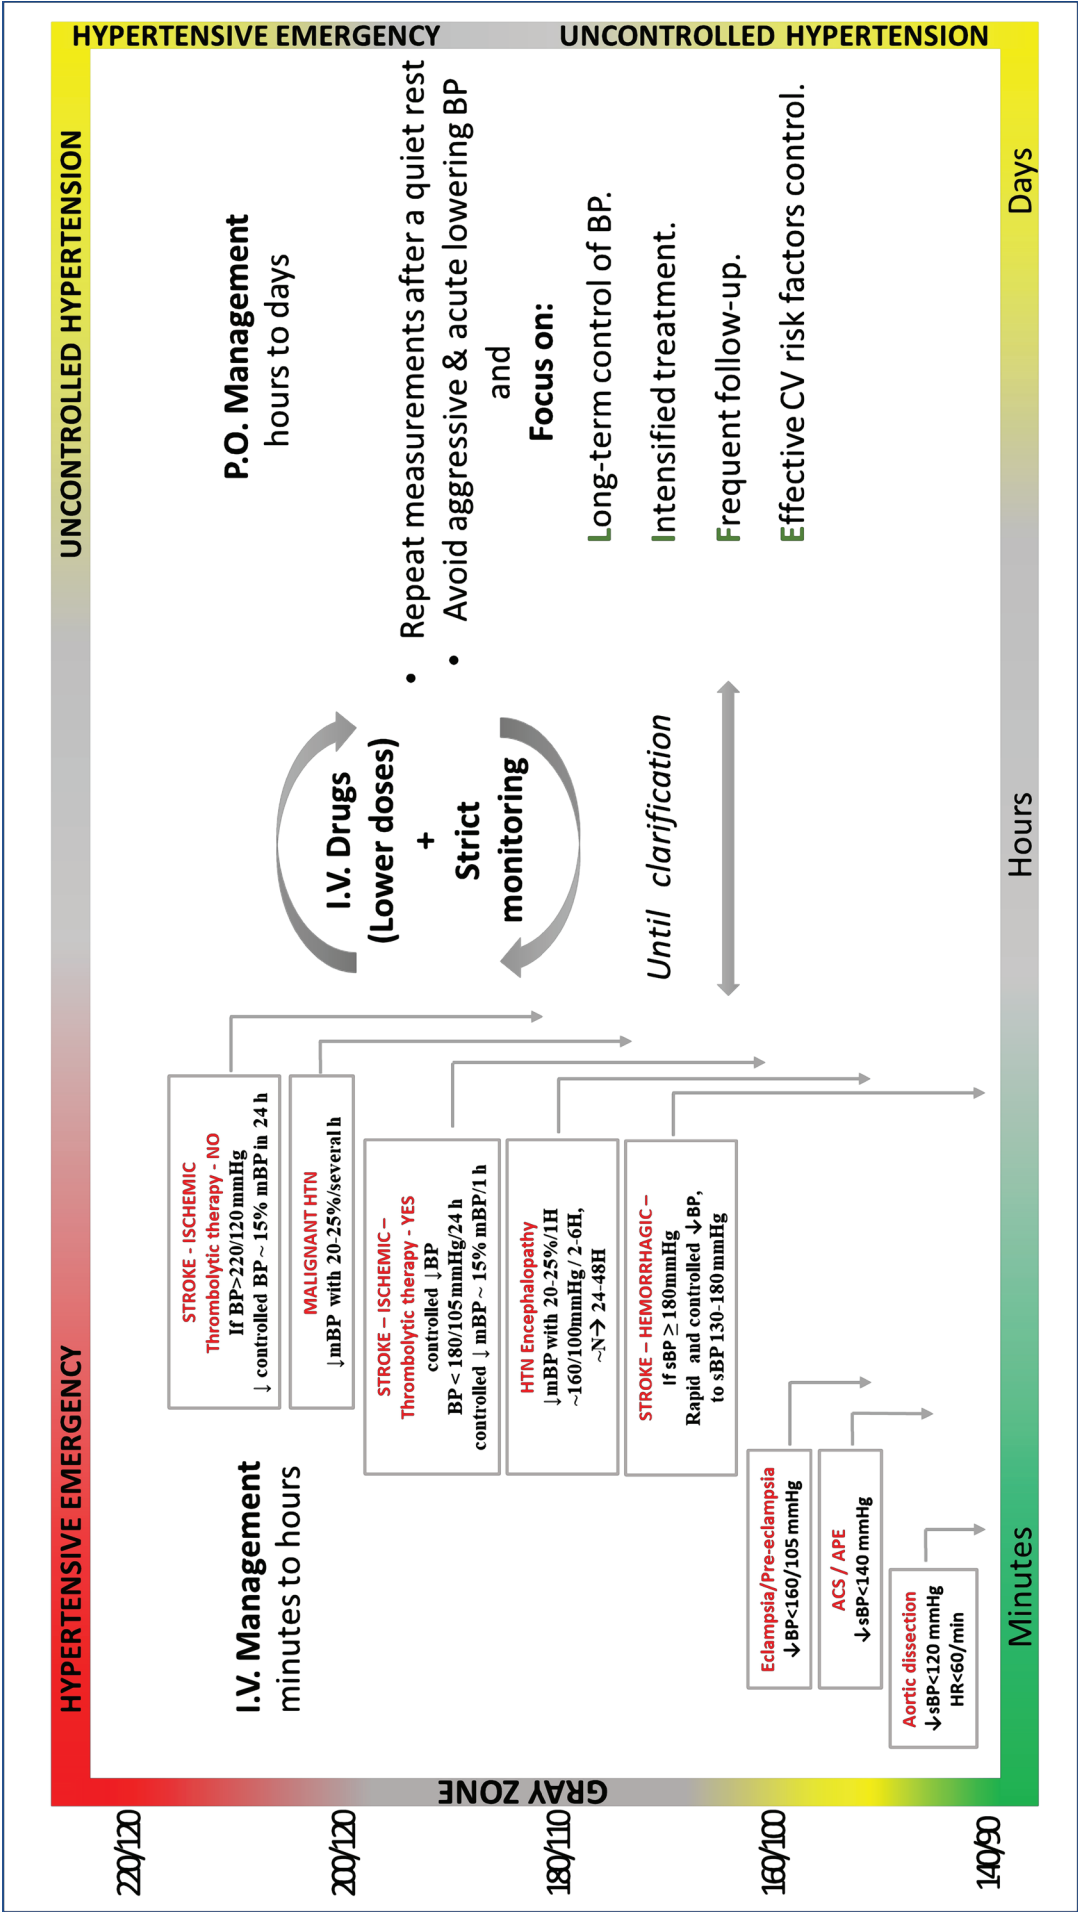 HYPERTENSIVE EMERGENCY
UNCONTROLLED HYPERTENSION
HYPERTENSIVE EMERGENCY
UNCONTROLLED HYPERTENSION
GRAY ZONE
220/120
200/120
180/110
160/100
140/90
I.V. Management
minutes to hours
STROKE - ISCHEMIC
Thrombolytic therapy - NO
If BP>220/120 mmHg
↓ controlled BP ~ 15% mBP in 24 h
MALIGNANT HTN
↓mBP with 20-25%/several h
STROKE – ISCHEMIC –
Thrombolytic therapy - YES
controlled ↓BP
BP < 180/105 mmHg/24 h
controlled ↓ mBP ~ 15% mBP/1 h
HTN Encephalopathy
↓mBP with 20-25%/1H
~160/100mmHg / 2-6H,
~N→ 24-48H
STROKE – HEMORRHAGIC –
If sBP ≥ 180mmHg
Rapid and controlled ↓BP,
to sBP 130-180 mmHg
Eclampsia/Pre-eclampsia
↓BP<160/105 mmHg
ACS / APE
↓sBP<140 mmHg
Aortic dissection
↓sBP<120 mmHg
HR<60/min
I.V. Drugs
(Lower doses)
+
Strict
monitoring
Until clarification
P.O. Management
hours to days
• Repeat measurements after a quiet rest
• Avoid aggressive & acute lowering BP
and
Focus on:
Long-term control of BP.
Intensified treatment.
Frequent follow-up.
Effective CV risk factors control.
Minutes
Hours
Days